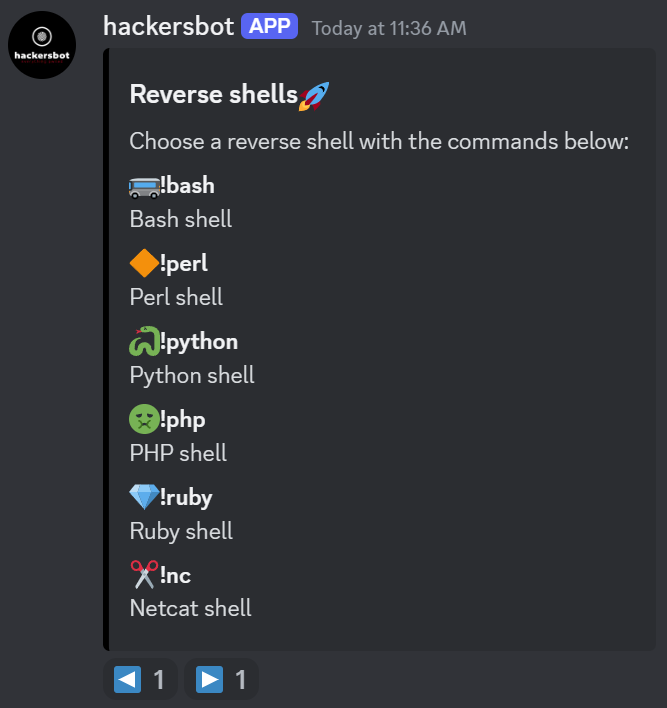 hackersbot APP Today at 11:36 AM
hackersbot
Reverse shells🚀
Choose a reverse shell with the commands below:
🚌!bash
Bash shell
🔶!perl
Perl shell
🐍!python
Python shell
🤢!php
PHP shell
💎!ruby
Ruby shell
✂️!nc
Netcat shell
◀️ 1 ▶️ 1